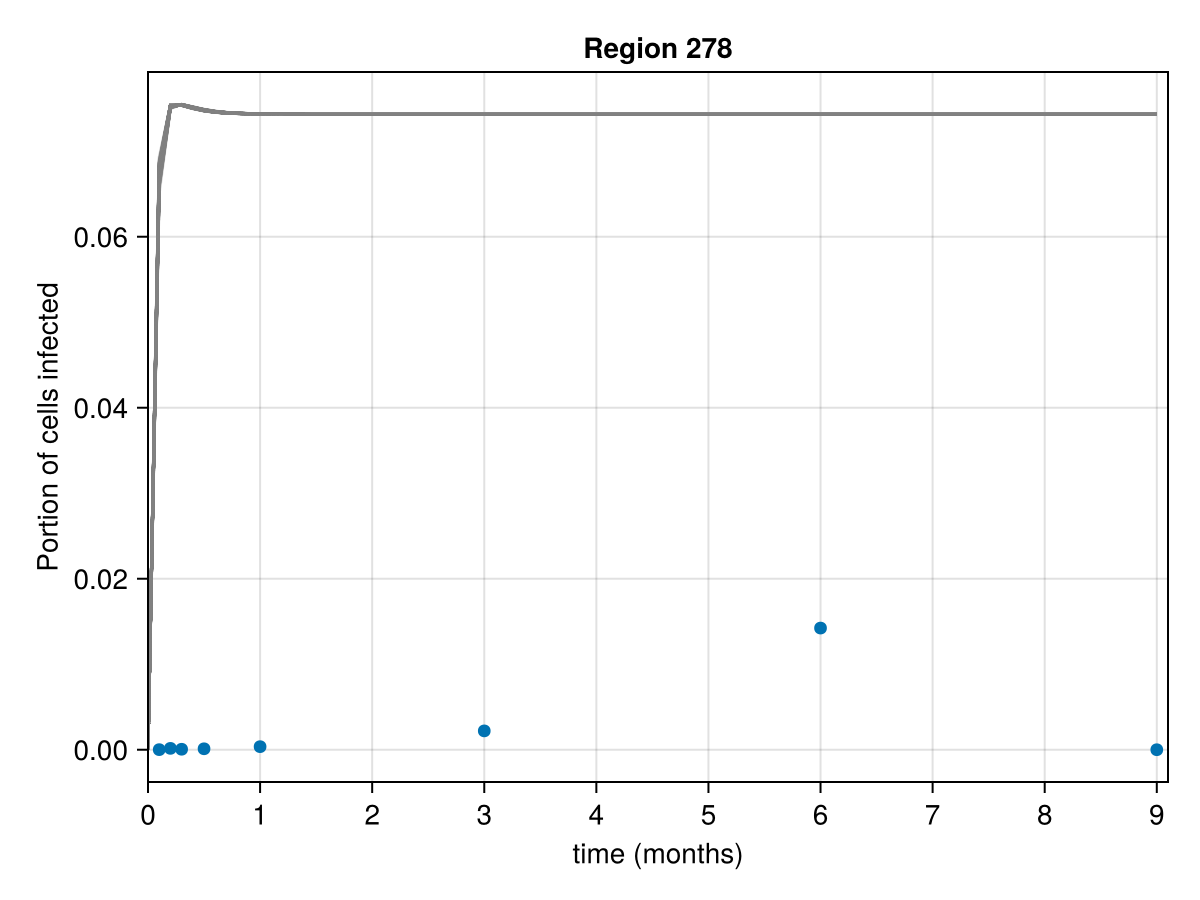 Region 278
Portion of cells infected
0.06
0.04
0.02
0.00
0 1 2 3 4 5 6 7 8 9
time (months)